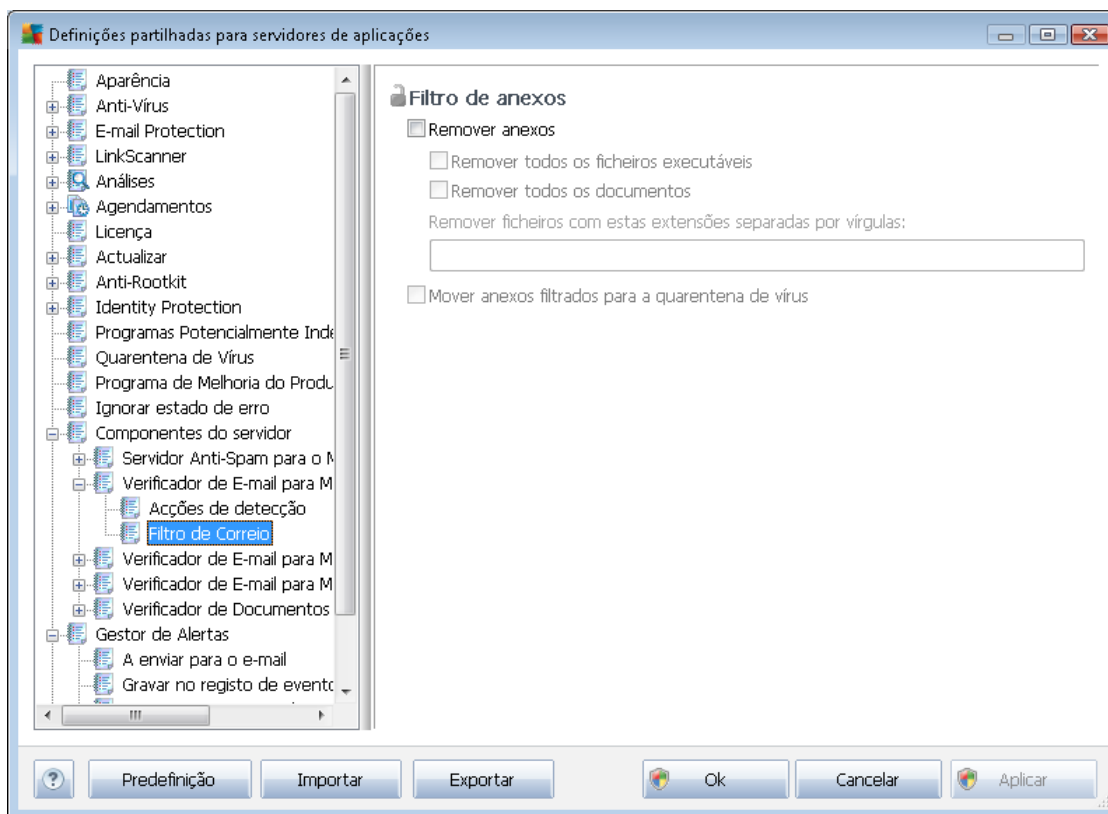 Definições partilhadas para servidores de aplicações
Aparência
Anti-Vírus
E-mail Protection
LinkScanner
Análises
Agendamentos
Licença
Actualizar
Anti-Rootkit
Identity Protection
Programas Potencialmente Inde
Quarentena de Vírus
Programa de Melhoria do Produ
Ignorar estado de erro
Componentes do servidor
Servidor Anti-Spam para o M
Verificador de E-mail para M
Acções de detecção
Filtro de Correio
Verificador de E-mail para M
Verificador de E-mail para M
Verificador de Documentos
Gestor de Alertas
A enviar para o e-mail
Gravar no registo de evento
Filtro de anexos
Remover anexos
Remover todos os ficheiros executáveis
Remover todos os documentos
Remover ficheiros com estas extensões separadas por vírgulas:
Mover anexos filtrados para a quarentena de vírus
? Predefinição Importar Exportar Ok Cancelar Aplicar